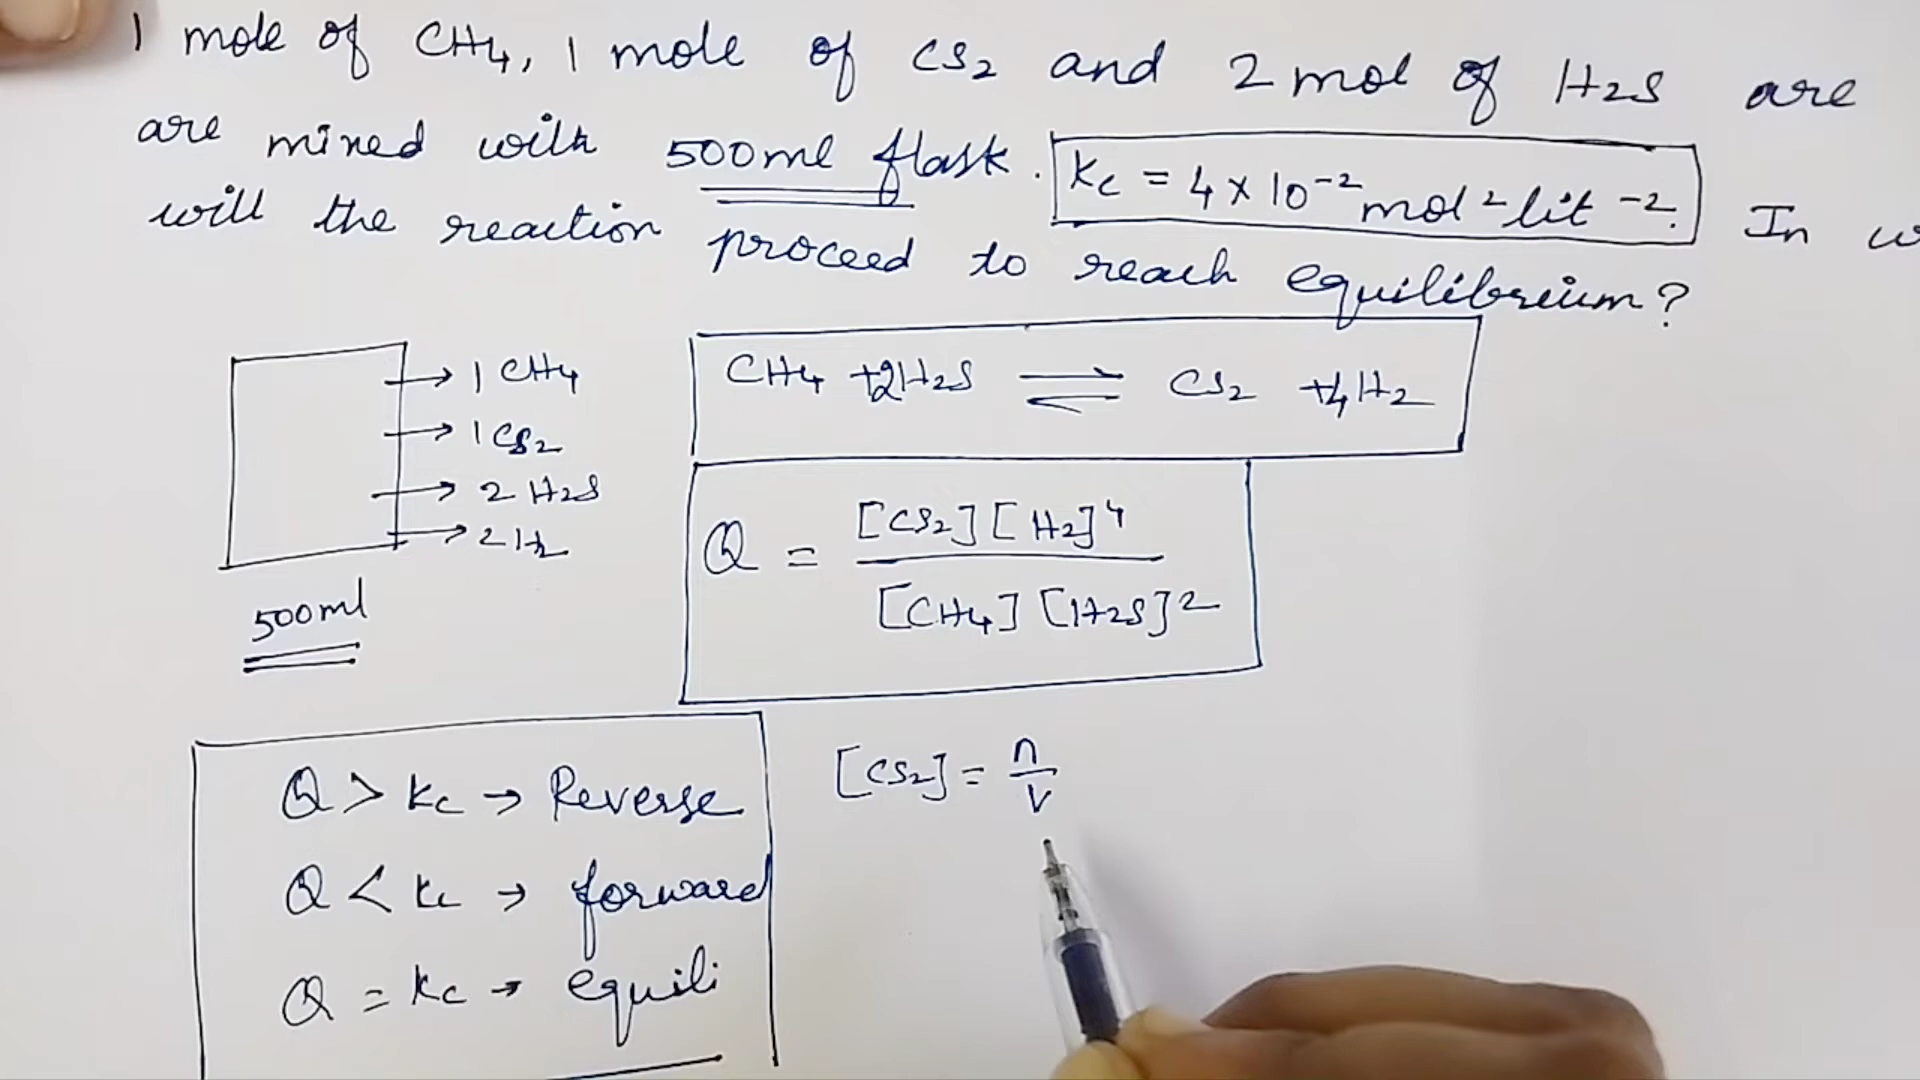 1 mole of CH4, 1 mole of CS2 and 2 mol of H2S are
are mixed with 500ml flask. Kc = 4 × 10⁻² mol² lit⁻². In
will the reaction proceed to reach equilibrium?
→ 1 CH4
→ 1 CS2
→ 2 H2S
→ 2 H2
500ml
CH4 + 2H2S ⇌ CS2 + 4H2
Q = [CS2][H2]⁴ / [CH4][H2S]²
Q > Kc → Reverse
Q < Kc → forward
Q = Kc → equili
[CS2] = n/V